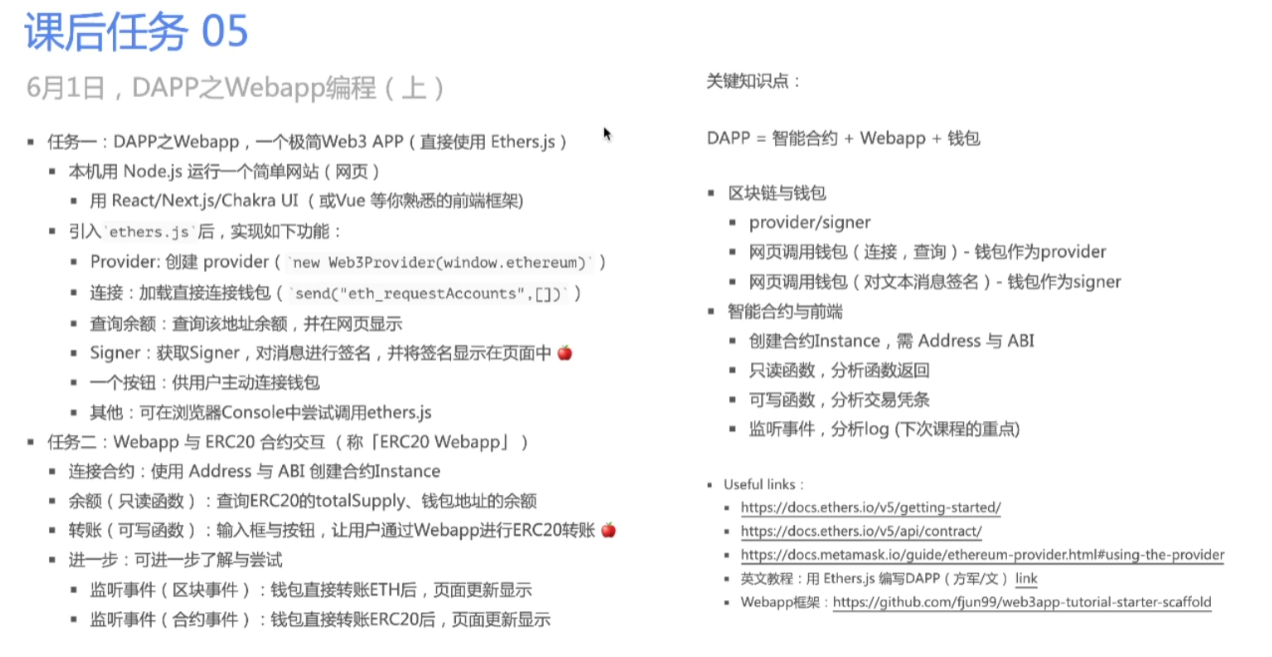 课后任务 05
6月1日，DAPP之Webapp编程（上）
▪ 任务一：DAPP之Webapp，一个极简Web3 APP（直接使用 Ethers.js）
▪ 本机用 Node.js 运行一个简单网站（网页）
▪ 用 React/Next.js/Chakra UI （或Vue 等你熟悉的前端框架)
▪ 引入`ethers.js`后，实现如下功能：
▪ Provider: 创建 provider（ `new Web3Provider(window.ethereum)` ）
▪ 连接：加载直接连接钱包（ `send("eth_requestAccounts",[])` ）
▪ 查询余额：查询该地址余额，并在网页显示
▪ Signer：获取Signer，对消息进行签名，并将签名显示在页面中 🍎
▪ 一个按钮：供用户主动连接钱包
▪ 其他：可在浏览器Console中尝试调用ethers.js
▪ 任务二：Webapp 与 ERC20 合约交互 （称「ERC20 Webapp」 ）
▪ 连接合约：使用 Address 与 ABI 创建合约Instance
▪ 余额（只读函数）：查询ERC20的totalSupply、钱包地址的余额
▪ 转账（可写函数）：输入框与按钮，让用户通过Webapp进行ERC20转账 🍎
▪ 进一步：可进一步了解与尝试
▪ 监听事件（区块事件）：钱包直接转账ETH后，页面更新显示
▪ 监听事件（合约事件）：钱包直接转账ERC20后，页面更新显示
关键知识点：
DAPP = 智能合约 + Webapp + 钱包
▪ 区块链与钱包
▪ provider/signer
▪ 网页调用钱包（连接，查询）- 钱包作为provider
▪ 网页调用钱包（对文本消息签名）- 钱包作为signer
▪ 智能合约与前端
▪ 创建合约Instance，需 Address 与 ABI
▪ 只读函数，分析函数返回
▪ 可写函数，分析交易凭条
▪ 监听事件，分析log (下次课程的重点)
▪ Useful links：
▪ https://docs.ethers.io/v5/getting-started/
▪ https://docs.ethers.io/v5/api/contract/
▪ https://docs.metamask.io/guide/ethereum-provider.html#using-the-provider
▪ 英文教程：用 Ethers.js 编写DAPP（方军/文） link
▪ Webapp框架：https://github.com/fjun99/web3app-tutorial-starter-scaffold